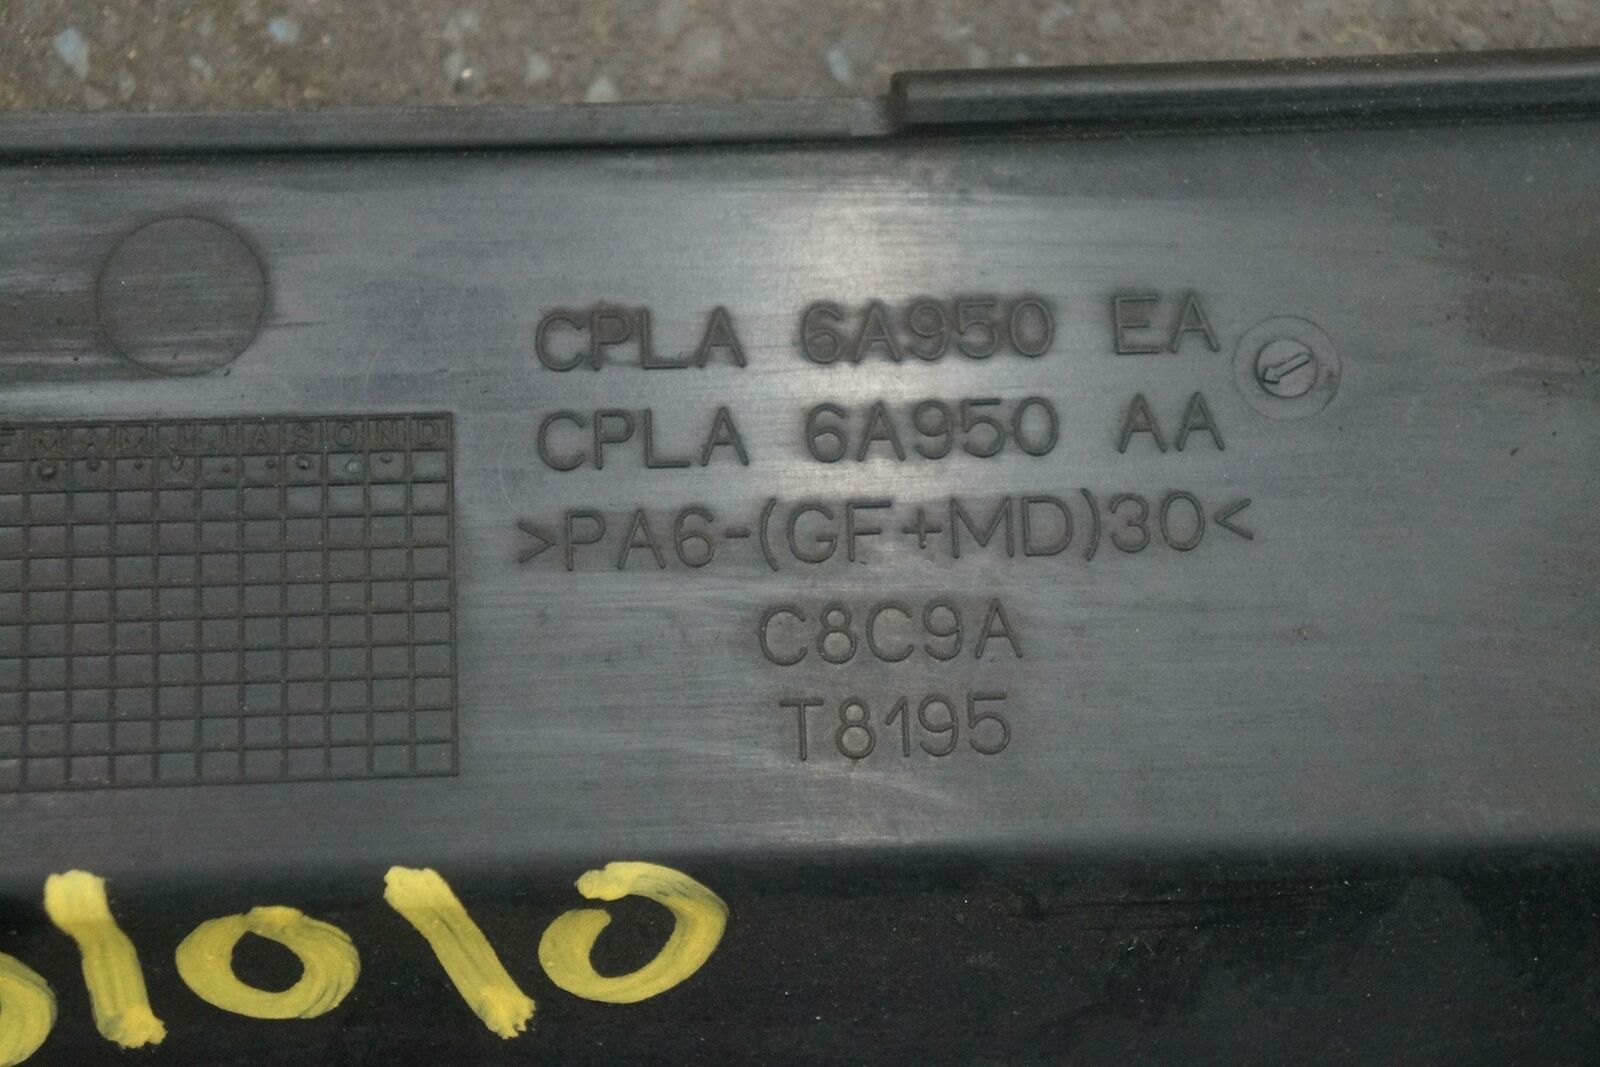 CPLA 6A950 EA
CPLA 6A950 AA
>PA6-(GF+MD)30<
C8C9A
T8195
F M A M J J A S O N D
01010